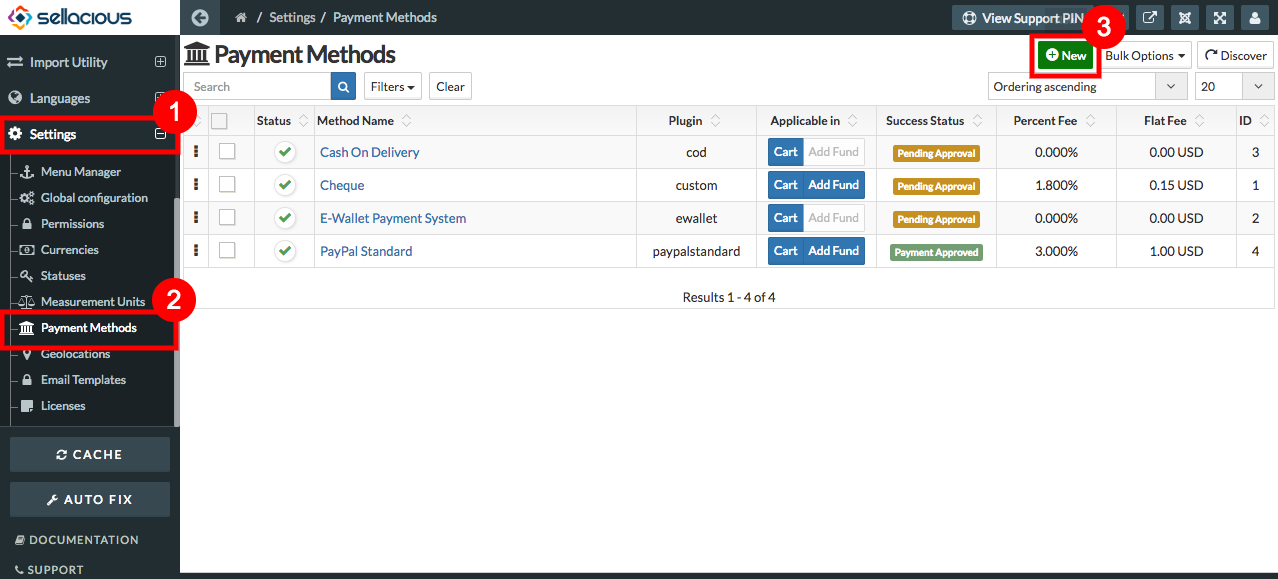 sellacious
Settings / Payment Methods
View Support PIN
3
Import Utility
Languages
1
Settings
Menu Manager
Global configuration
Permissions
Currencies
Statuses
Measurement Units
2
Payment Methods
Geolocations
Email Templates
Licenses
CACHE
AUTO FIX
DOCUMENTATION
SUPPORT
Payment Methods
New
Bulk Options
Discover
Search
Filters
Clear
Ordering ascending
20
Status Method Name Plugin Applicable in Success Status Percent Fee Flat Fee ID
Cash On Delivery cod Cart Add Fund Pending Approval 0.000% 0.00 USD 3
Cheque custom Cart Add Fund Pending Approval 1.800% 0.15 USD 1
E-Wallet Payment System ewallet Cart Add Fund Pending Approval 0.000% 0.00 USD 2
PayPal Standard paypalstandard Cart Add Fund Payment Approved 3.000% 1.00 USD 4
Results 1 - 4 of 4